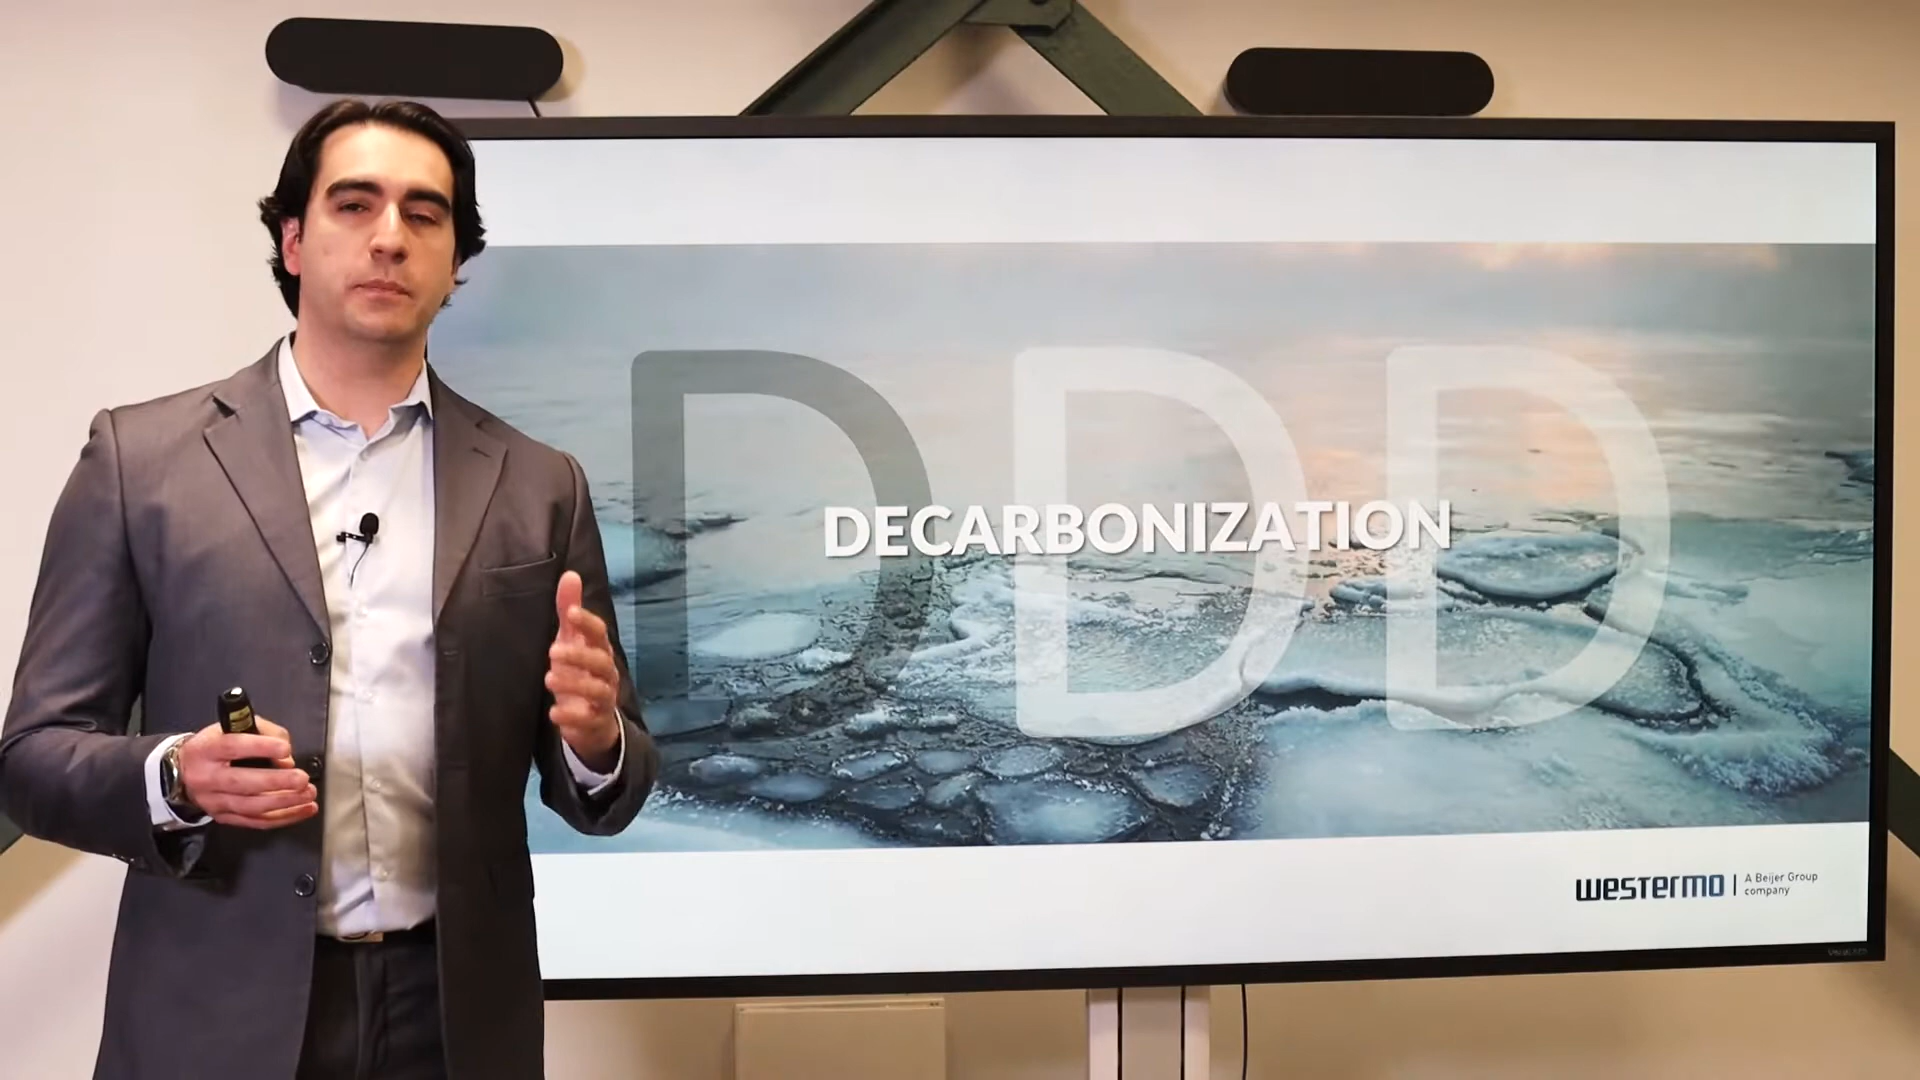 DDD
DECARBONIZATION
westermo | A Beijer Group
company